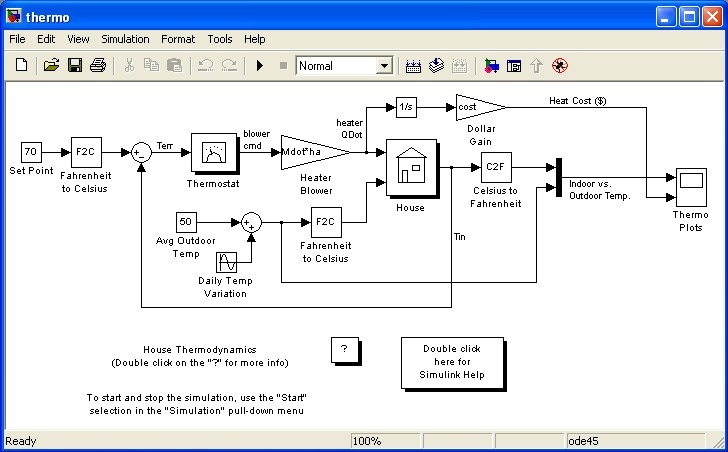 thermo
File Edit View Simulation Format Tools Help
Normal
1/s
cost
Heat Cost ($)
Dollar
Gain
heater
QDot
70
Set Point
F2C
Fahrenheit
to Celsius
Terr
Thermostat
blower
cmd
Mdot*ha
Heater
Blower
House
C2F
Celsius to
Fahrenheit
Indoor vs.
Outdoor Temp.
Thermo
Plots
50
Avg Outdoor
Temp
F2C
Fahrenheit
to Celsius
Daily Temp
Variation
Tin
House Thermodynamics
(Double click on the "?" for more info)
?
Double click
here for
Simulink Help
To start and stop the simulation, use the "Start"
selection in the "Simulation" pull-down menu
Ready 100% ode45